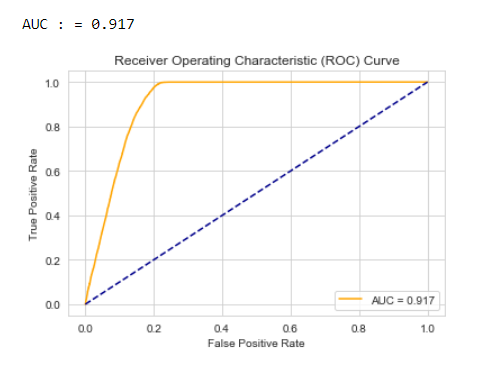 AUC : = 0.917
Receiver Operating Characteristic (ROC) Curve
1.0
0.8
0.6
0.4
0.2
0.0
True Positive Rate
AUC = 0.917
0.0 0.2 0.4 0.6 0.8 1.0
False Positive Rate